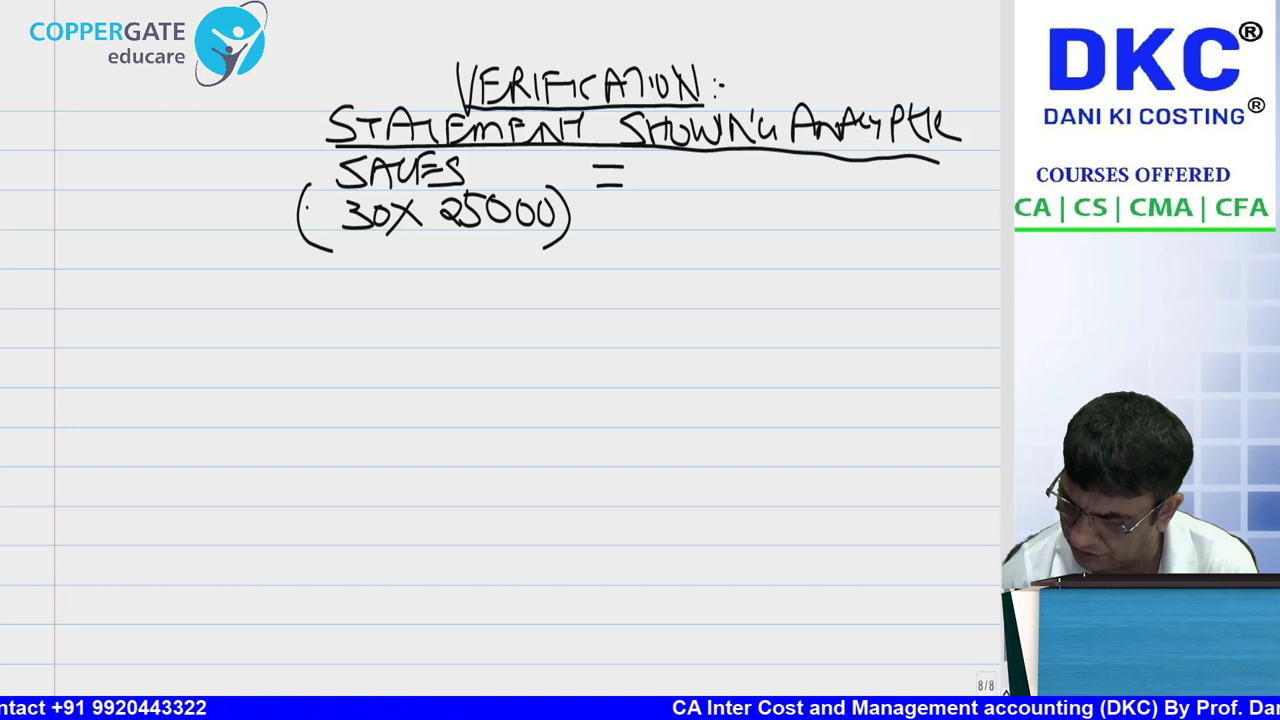 COPPERGATE
educare
VERIFICATION :-
STATEMENT SHOWING
SALES =
(30 X 25000)
DKC®
DANI KI COSTING®
COURSES OFFERED
CA | CS | CMA | CFA
8/8
ntact +91 9920443322 CA Inter Cost and Management accounting (DKC) By Prof. Dan